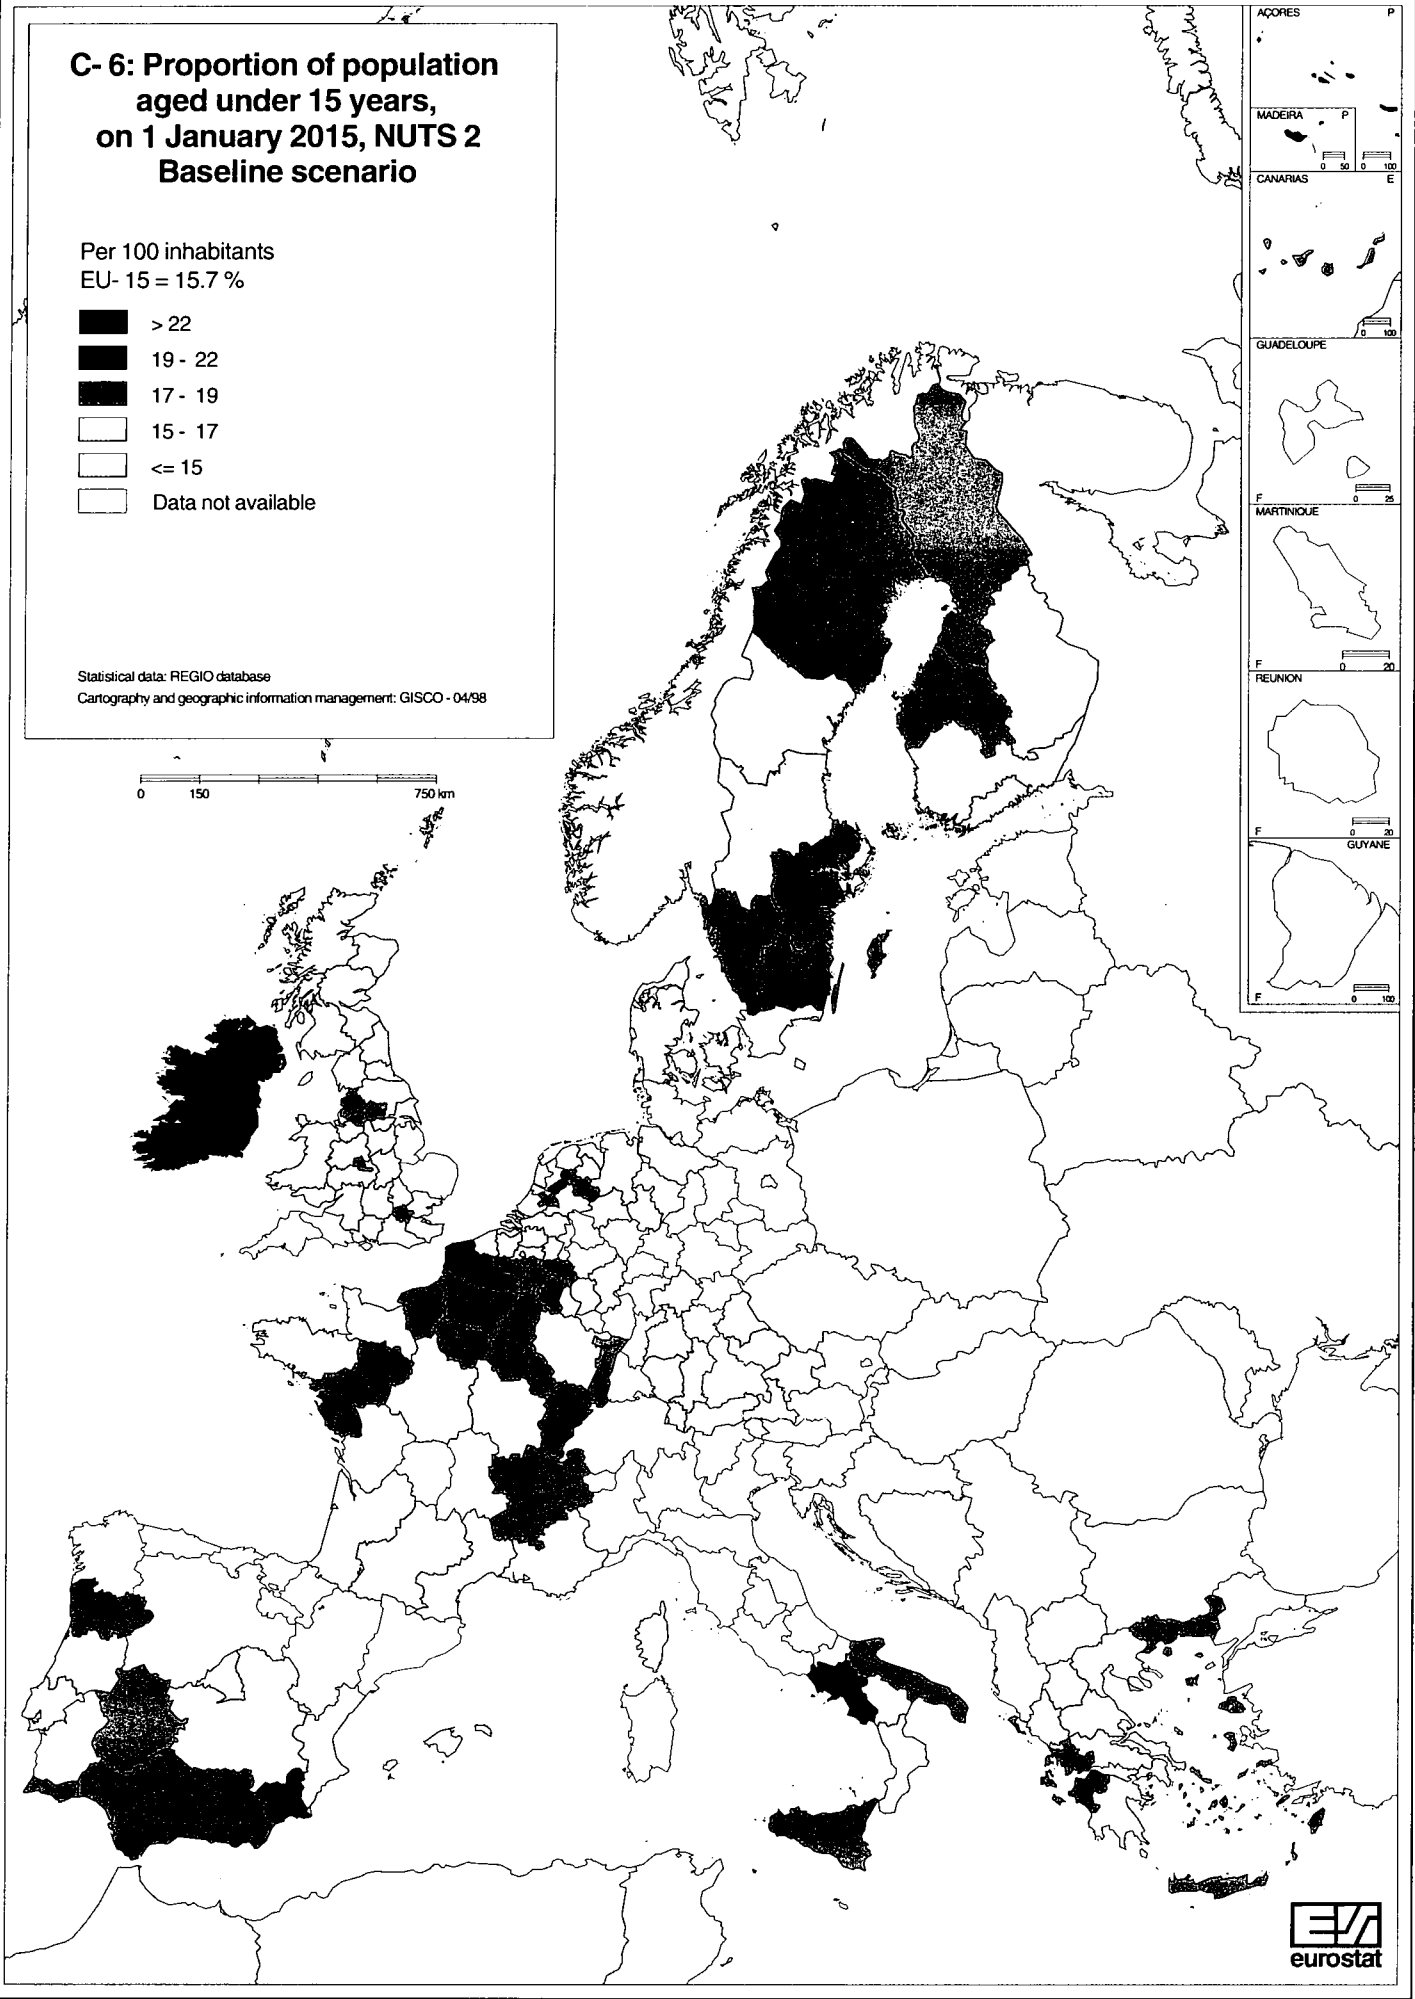 C- 6: Proportion of population
aged under 15 years,
on 1 January 2015, NUTS 2
Baseline scenario
Per 100 inhabitants
EU- 15 = 15.7 %
> 22
19 - 22
17 - 19
15 - 17
<= 15
Data not available
Statistical data: REGIO database
Cartography and geographic information management: GISCO - 04/98
0 150 750 km
AÇORES P
MADEIRA P
0 50 0 100
CANARIAS E
0 100
GUADELOUPE
F 0 25
MARTINIQUE
F 0 20
REUNION
F 0 20
GUYANE
F 0 100
eurostat